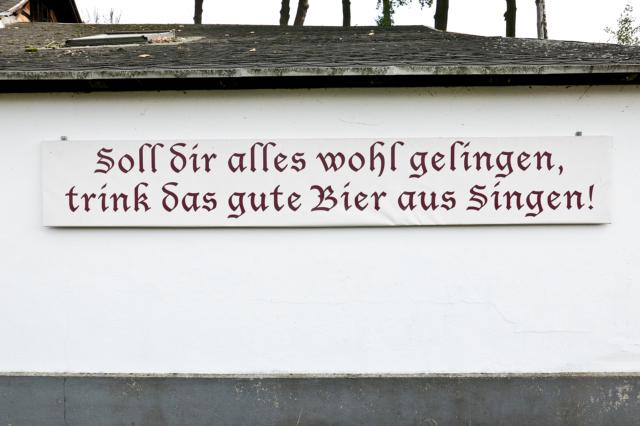 Soll dir alles wohl gelingen,
trink das gute Bier aus Singen!